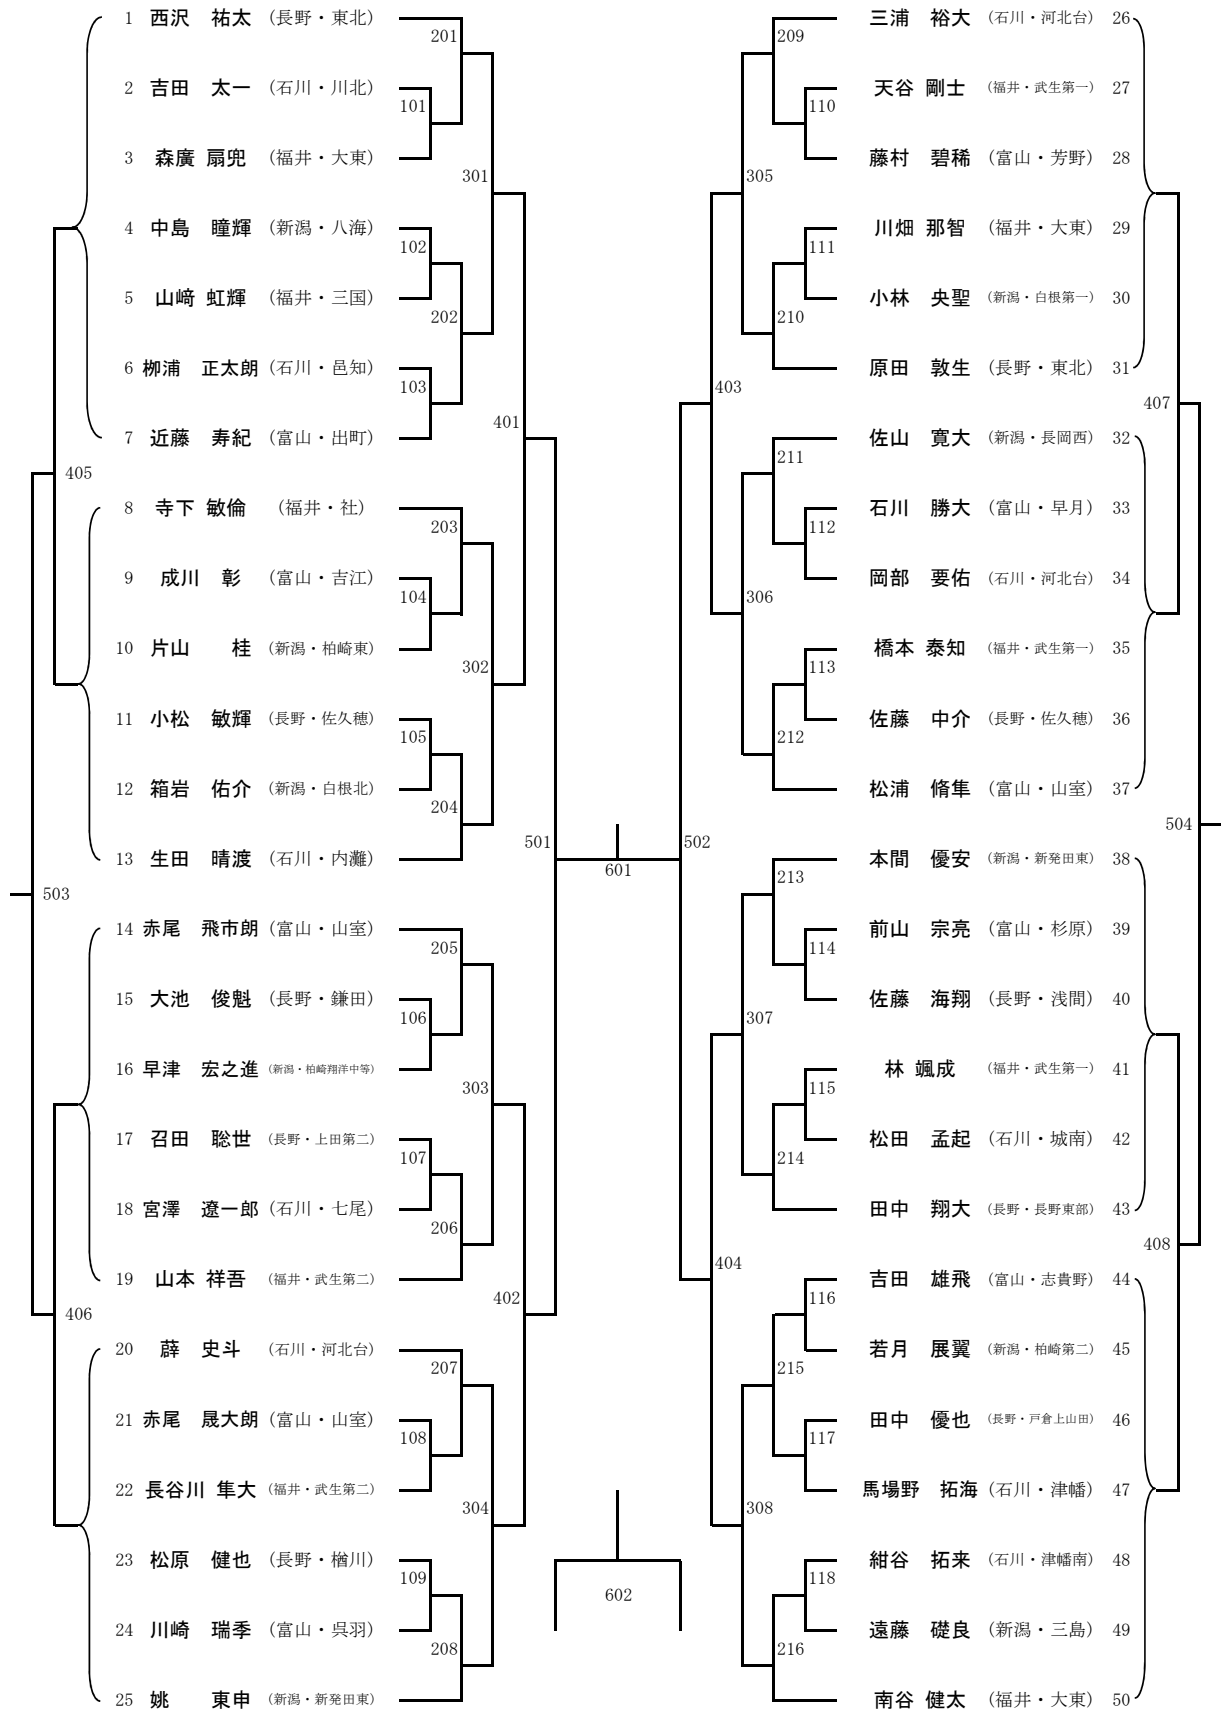 1 西沢 祐太 (長野・東北)
201
2 吉田 太一 (石川・川北)
101
3 森廣 扇兜 (福井・大東)
301
4 中島 瞳輝 (新潟・八海)
102
5 山﨑 虹輝 (福井・三国)
202
6 栁浦 正太朗 (石川・邑知)
103
7 近藤 寿紀 (富山・出町)
401
405
8 寺下 敏倫 (福井・社)
203
9 成川 彰 (富山・吉江)
104
10 片山 桂 (新潟・柏崎東)
302
11 小松 敏輝 (長野・佐久穂)
105
12 箱岩 佑介 (新潟・白根北)
204
13 生田 晴渡 (石川・内灘)
501
503
14 赤尾 飛市朗 (富山・山室)
205
15 大池 俊魁 (長野・鎌田)
106
16 早津 宏之進 (新潟・柏崎翔洋中等)
303
17 召田 聡世 (長野・上田第二)
107
18 宮澤 遼一郎 (石川・七尾)
206
19 山本 祥吾 (福井・武生第二)
402
406
20 薛 史斗 (石川・河北台)
207
21 赤尾 晟大朗 (富山・山室)
108
22 長谷川 隼大 (福井・武生第二)
304
23 松原 健也 (長野・楢川)
109
24 川崎 瑞季 (富山・呉羽)
208
25 姚 東申 (新潟・新発田東)
601
602
三浦 裕大 (石川・河北台) 26
209
天谷 剛士 (福井・武生第一) 27
110
藤村 碧稀 (富山・芳野) 28
305
川畑 那智 (福井・大東) 29
111
小林 央聖 (新潟・白根第一) 30
210
原田 敦生 (長野・東北) 31
403
407
佐山 寛大 (新潟・長岡西) 32
211
石川 勝大 (富山・早月) 33
112
岡部 要佑 (石川・河北台) 34
306
橋本 泰知 (福井・武生第一) 35
113
佐藤 中介 (長野・佐久穂) 36
212
松浦 脩隼 (富山・山室) 37
504
502
本間 優安 (新潟・新発田東) 38
213
前山 宗亮 (富山・杉原) 39
114
佐藤 海翔 (長野・浅間) 40
307
林 颯成 (福井・武生第一) 41
115
松田 孟起 (石川・城南) 42
214
田中 翔大 (長野・長野東部) 43
408
404
吉田 雄飛 (富山・志貴野) 44
116
若月 展翼 (新潟・柏崎第二) 45
215
田中 優也 (長野・戸倉上山田) 46
117
馬場野 拓海 (石川・津幡) 47
308
紺谷 拓来 (石川・津幡南) 48
118
遠藤 礎良 (新潟・三島) 49
216
南谷 健太 (福井・大東) 50